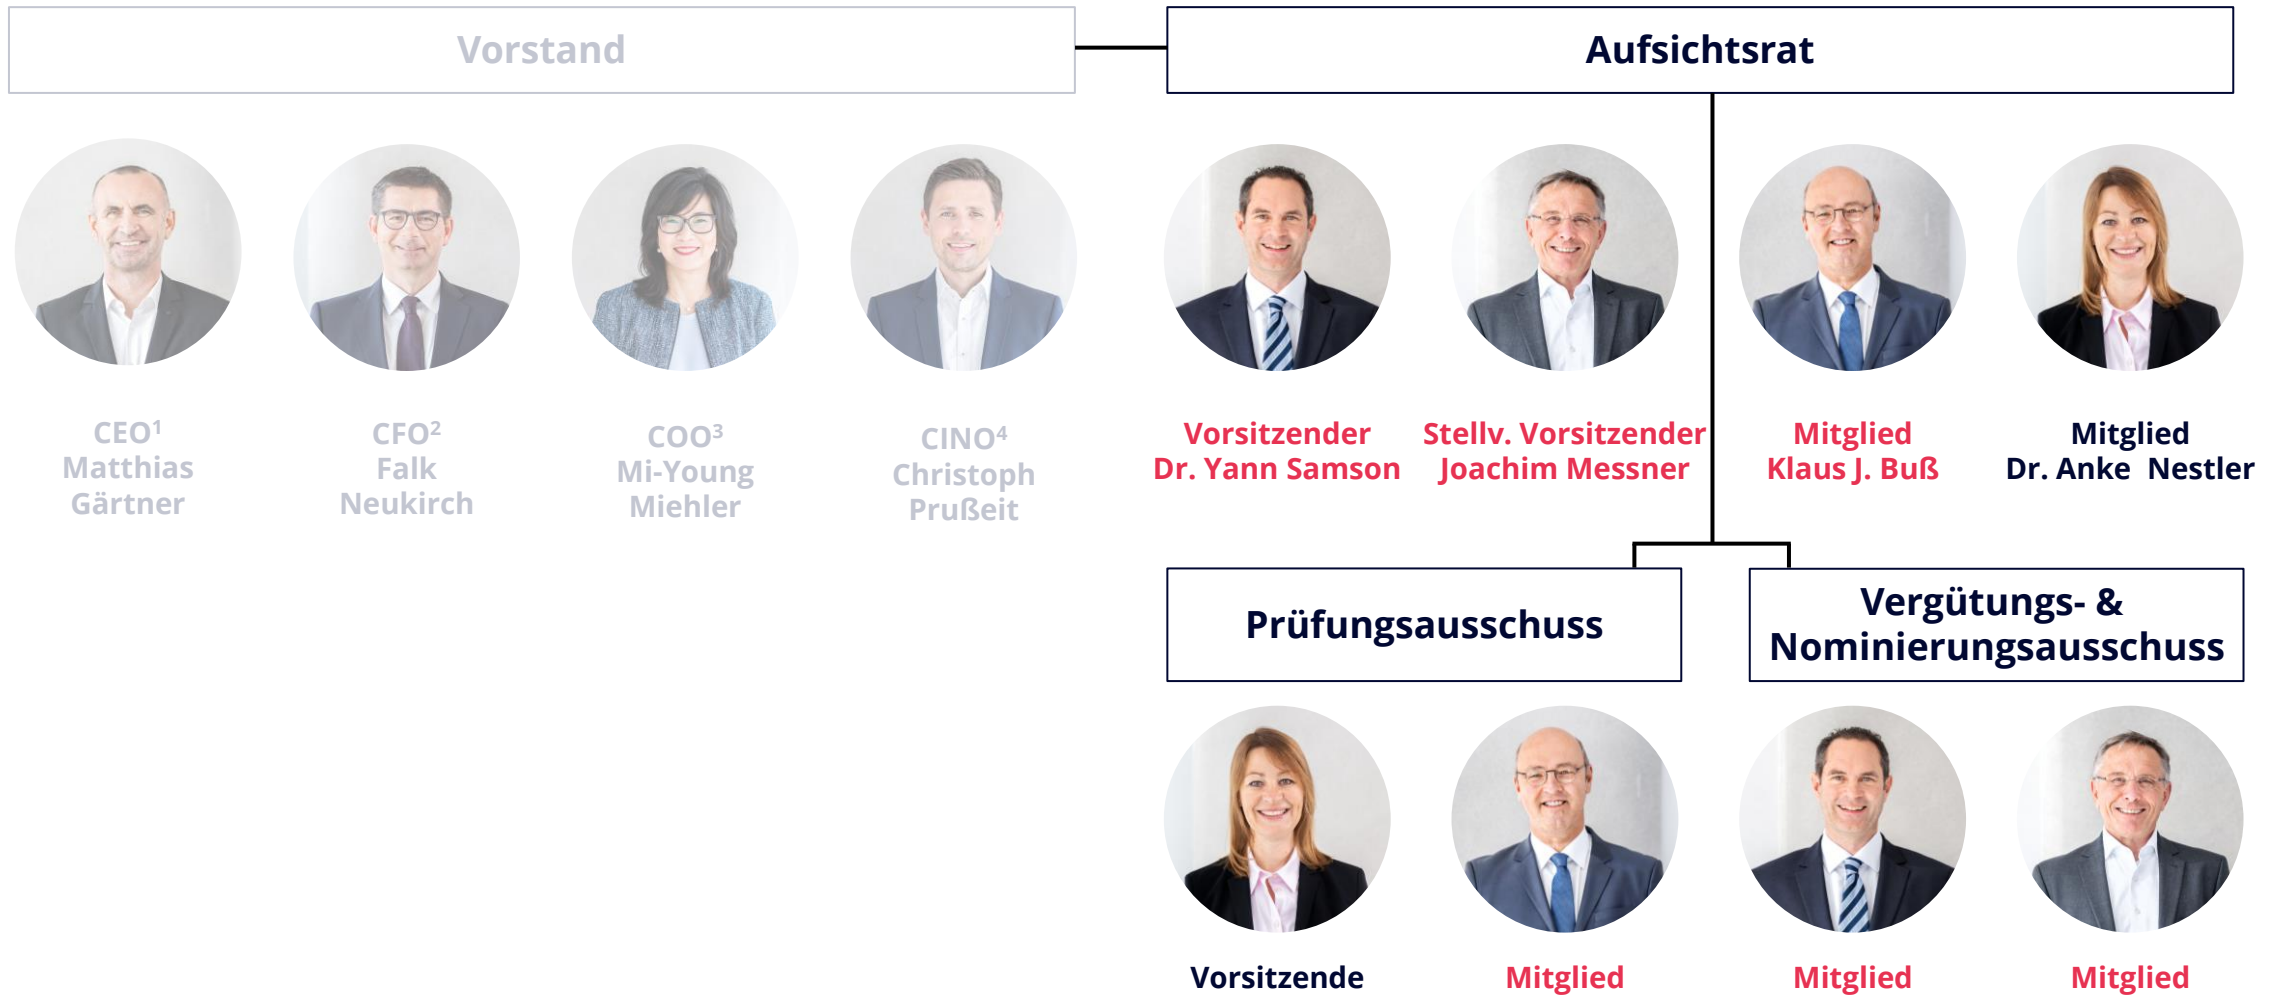 Vorstand
Aufsichtsrat
CEO¹
Matthias
Gärtner
CFO²
Falk
Neukirch
COO³
Mi-Young
Miehler
CINO⁴
Christoph
Prußeit
Vorsitzender
Dr. Yann Samson
Stellv. Vorsitzender
Joachim Messner
Mitglied
Klaus J. Buß
Mitglied
Dr. Anke  Nestler
Prüfungsausschuss
Vergütungs- &
Nominierungsausschuss
Vorsitzende
Mitglied
Mitglied
Mitglied